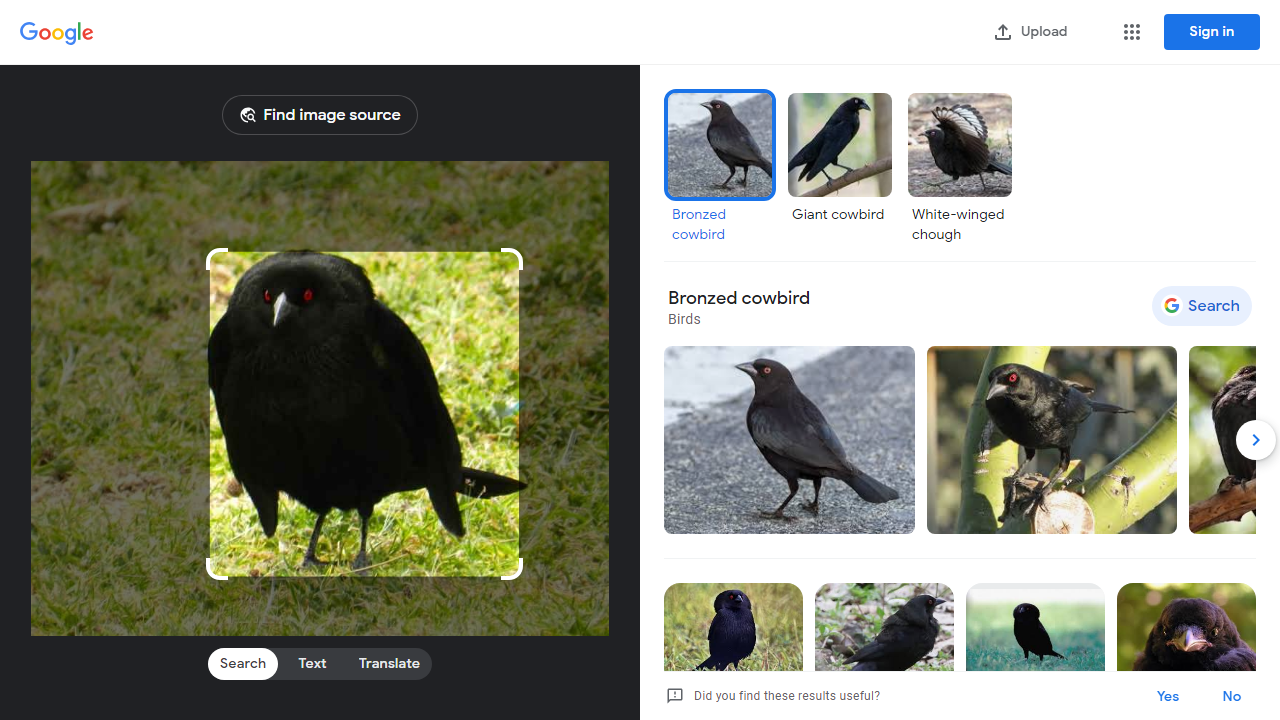 Google
Upload
Sign in
Find image source
Bronzed
cowbird
Giant cowbird
White-winged
chough
Bronzed cowbird
Birds
Search
Search
Text
Translate
Did you find these results useful?
Yes
No